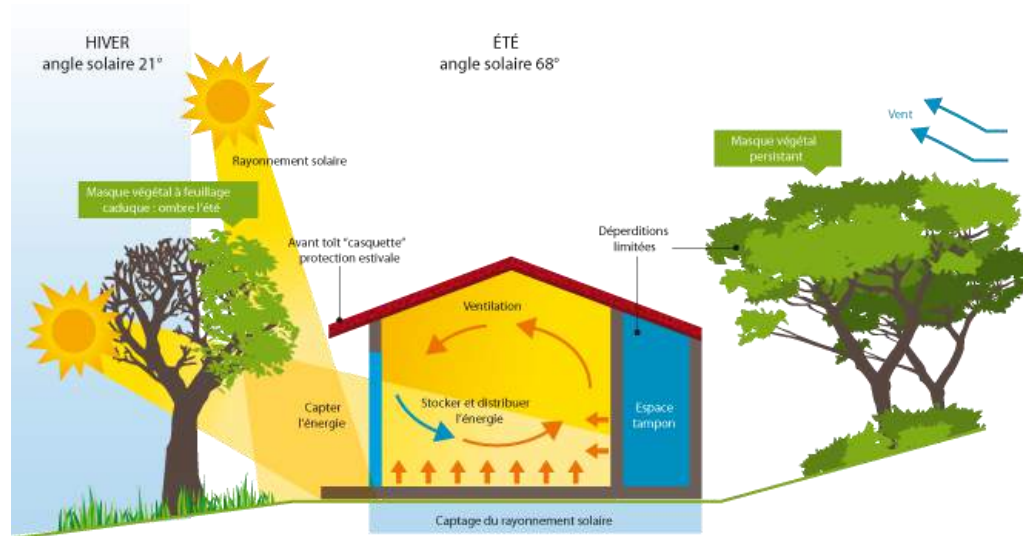 HIVER
angle solaire 21°
ÉTÉ
angle solaire 68°
Rayonnement solaire
Masque végétal à feuillage
caduque : ombre l'été
Avant toît "casquette"
protection estivale
Déperditions
limitées
Masque végétal
persistant
Vent
Ventilation
Capter
l'énergie
Stocker et distribuer
l'énergie
Espace
tampon
Captage du rayonnement solaire